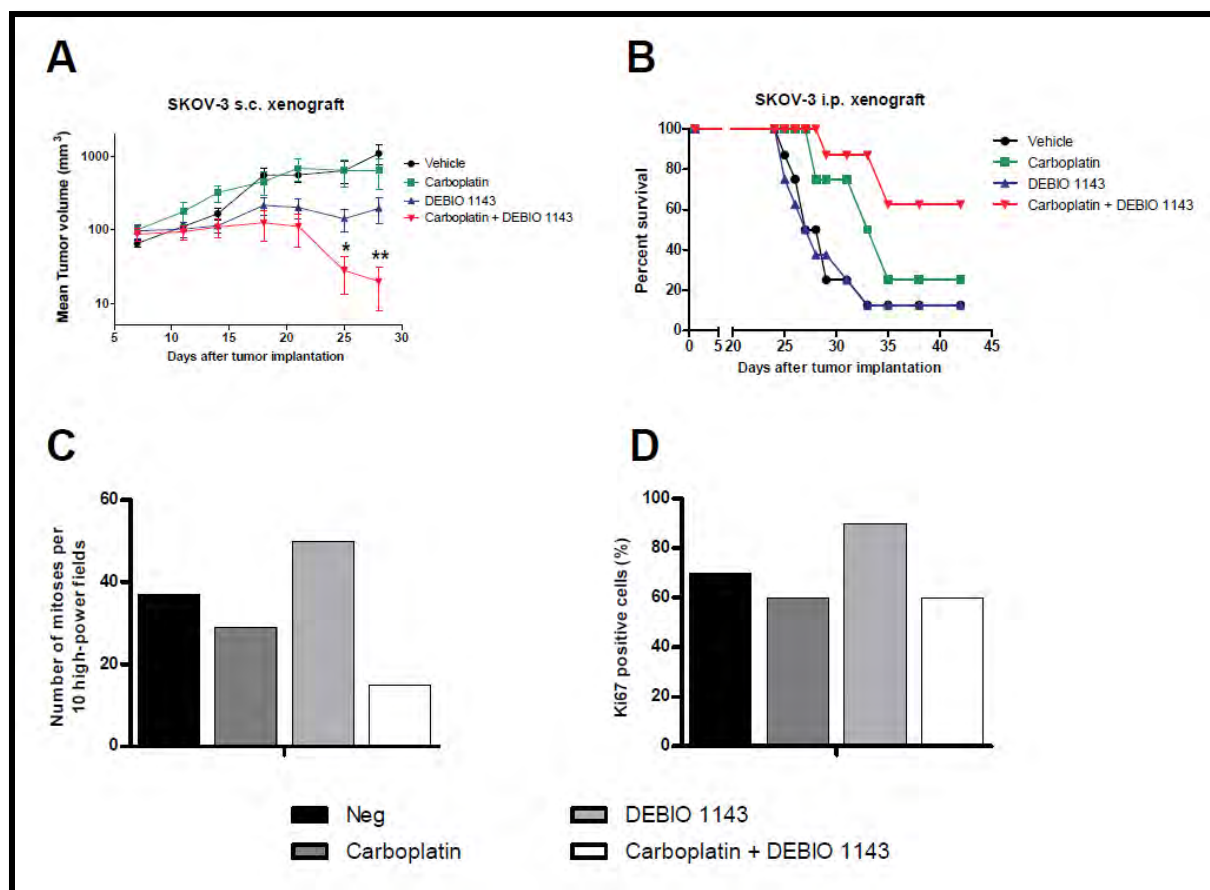 A
SKOV-3 s.c. xenograft
Mean Tumor volume (mm³)
1000
100
10
5
10
15
20
25
30
*
**
Days after tumor implantation
Vehicle
Carboplatin
DEBIO 1143
Carboplatin + DEBIO 1143
B
SKOV-3 i.p. xenograft
Percent survival
100
80
60
40
20
0
0
5
20
25
30
35
40
45
Days after tumor implantation
Vehicle
Carboplatin
DEBIO 1143
Carboplatin + DEBIO 1143
C
Number of mitoses per
10 high-power fields
60
40
20
0
D
Ki67 positive cells (%)
100
80
60
40
20
0
Neg
Carboplatin
DEBIO 1143
Carboplatin + DEBIO 1143